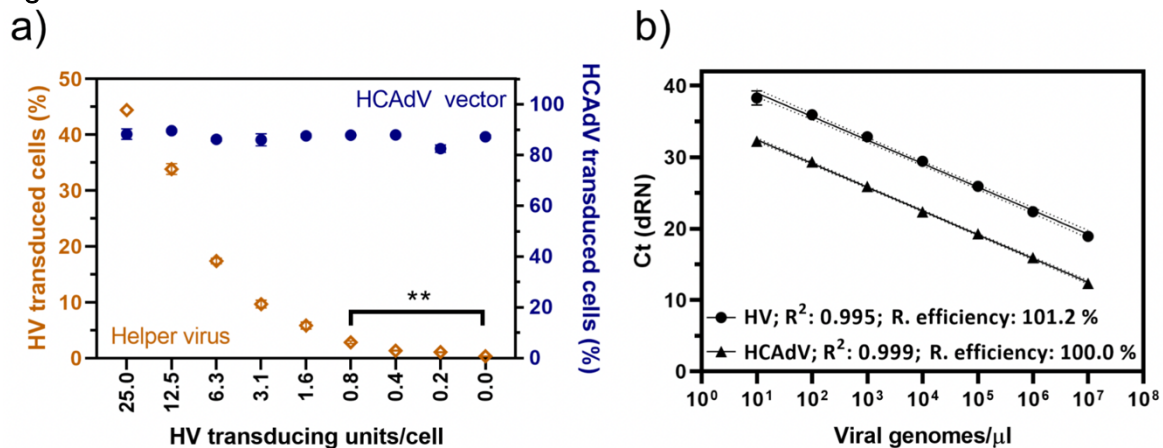 a)
HV transduced cells (%)
50
40
30
20
10
0
HCAdV vector
Helper virus
**
100
80
60
40
20
0
HCAdV transduced cells (%)
25.0 12.5 6.3 3.1 1.6 0.8 0.4 0.2 0.0
HV transducing units/cell
b)
Ct (dRN)
40
30
20
10
HV; R²: 0.995; R. efficiency: 101.2 %
HCAdV; R²: 0.999; R. efficiency: 100.0 %
10⁰ 10¹ 10² 10³ 10⁴ 10⁵ 10⁶ 10⁷ 10⁸
Viral genomes/μl